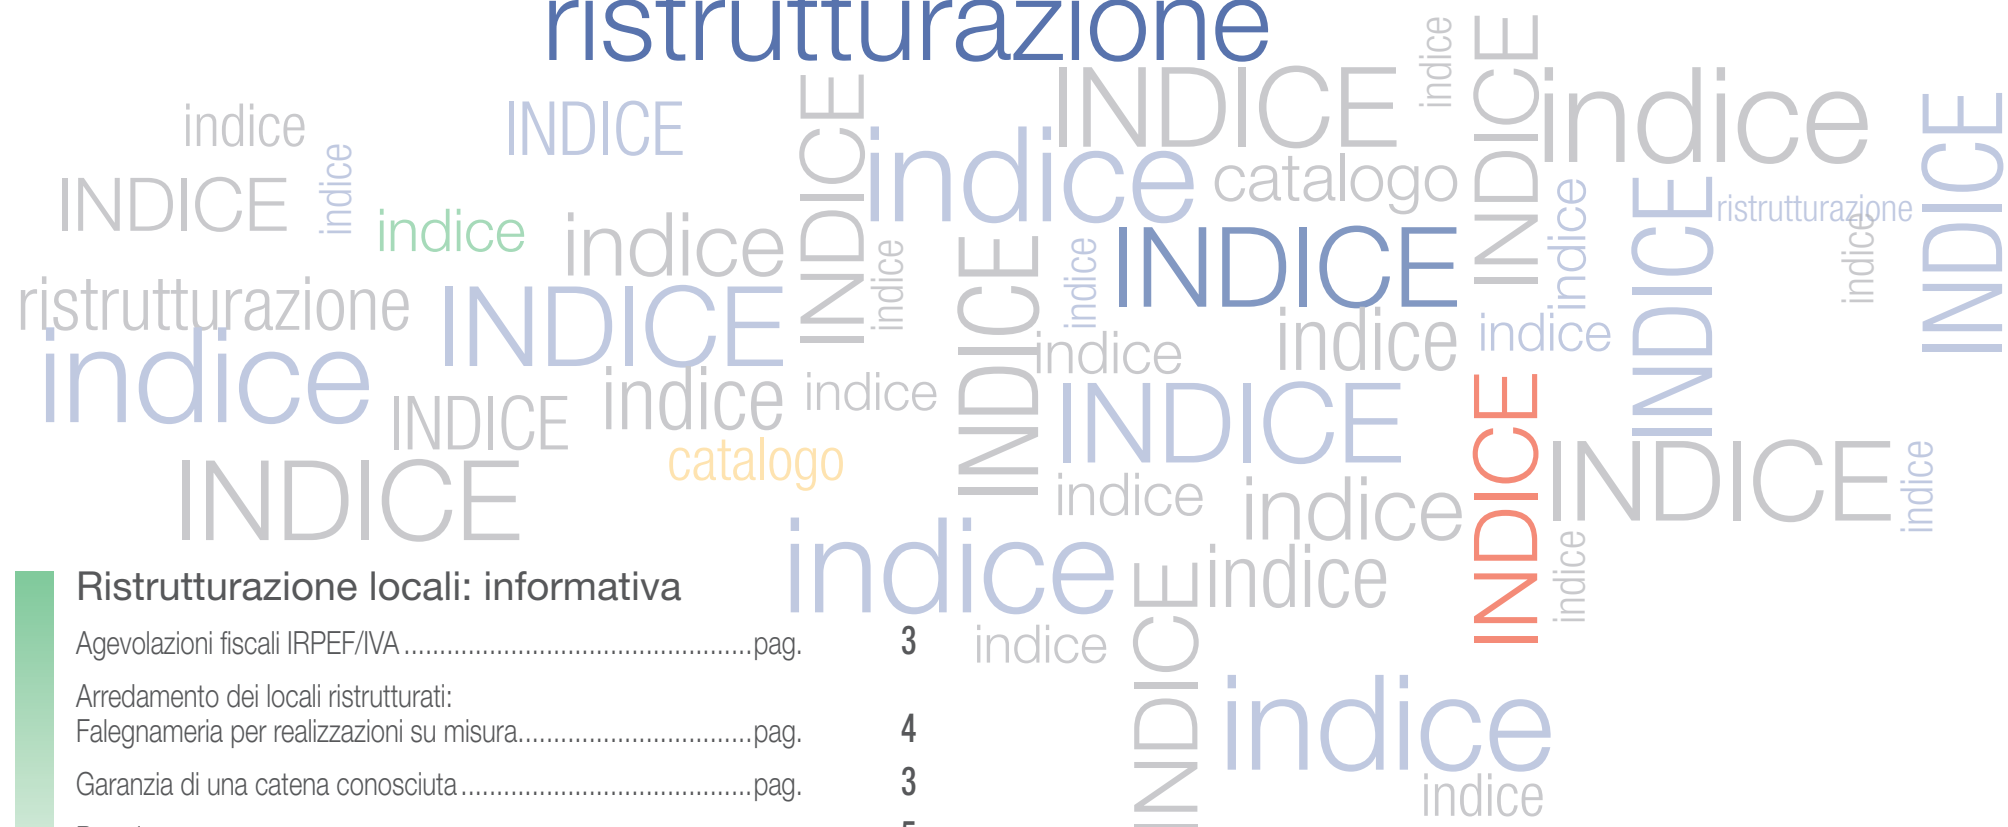 ristrutturazione
indice
INDICE
INDICE
INDICE
indice
INDICE
indice
INDICE
indice
indice
indice
catalogo
INDICE
indice
indice
INDICE
ristrutturazione
indice
INDICE
indice
indice
INDICE
indice
INDICE
ristrutturazione
INDICE
indice
indice
indice
indice
indice
INDICE
indice
indice
INDICE
INDICE
catalogo
INDICE
INDICE
indice
INDICE
indice
indice
indice
indice
indice
INDICE
indice
indice
indice
Ristrutturazione locali: informativa
Agevolazioni fiscali IRPEF/IVA ................................................. pag. 3
Arredamento dei locali ristrutturati:
Falegnameria per realizzazioni su misura................................. pag. 4
Garanzia di una catena conosciuta ......................................... pag. 3